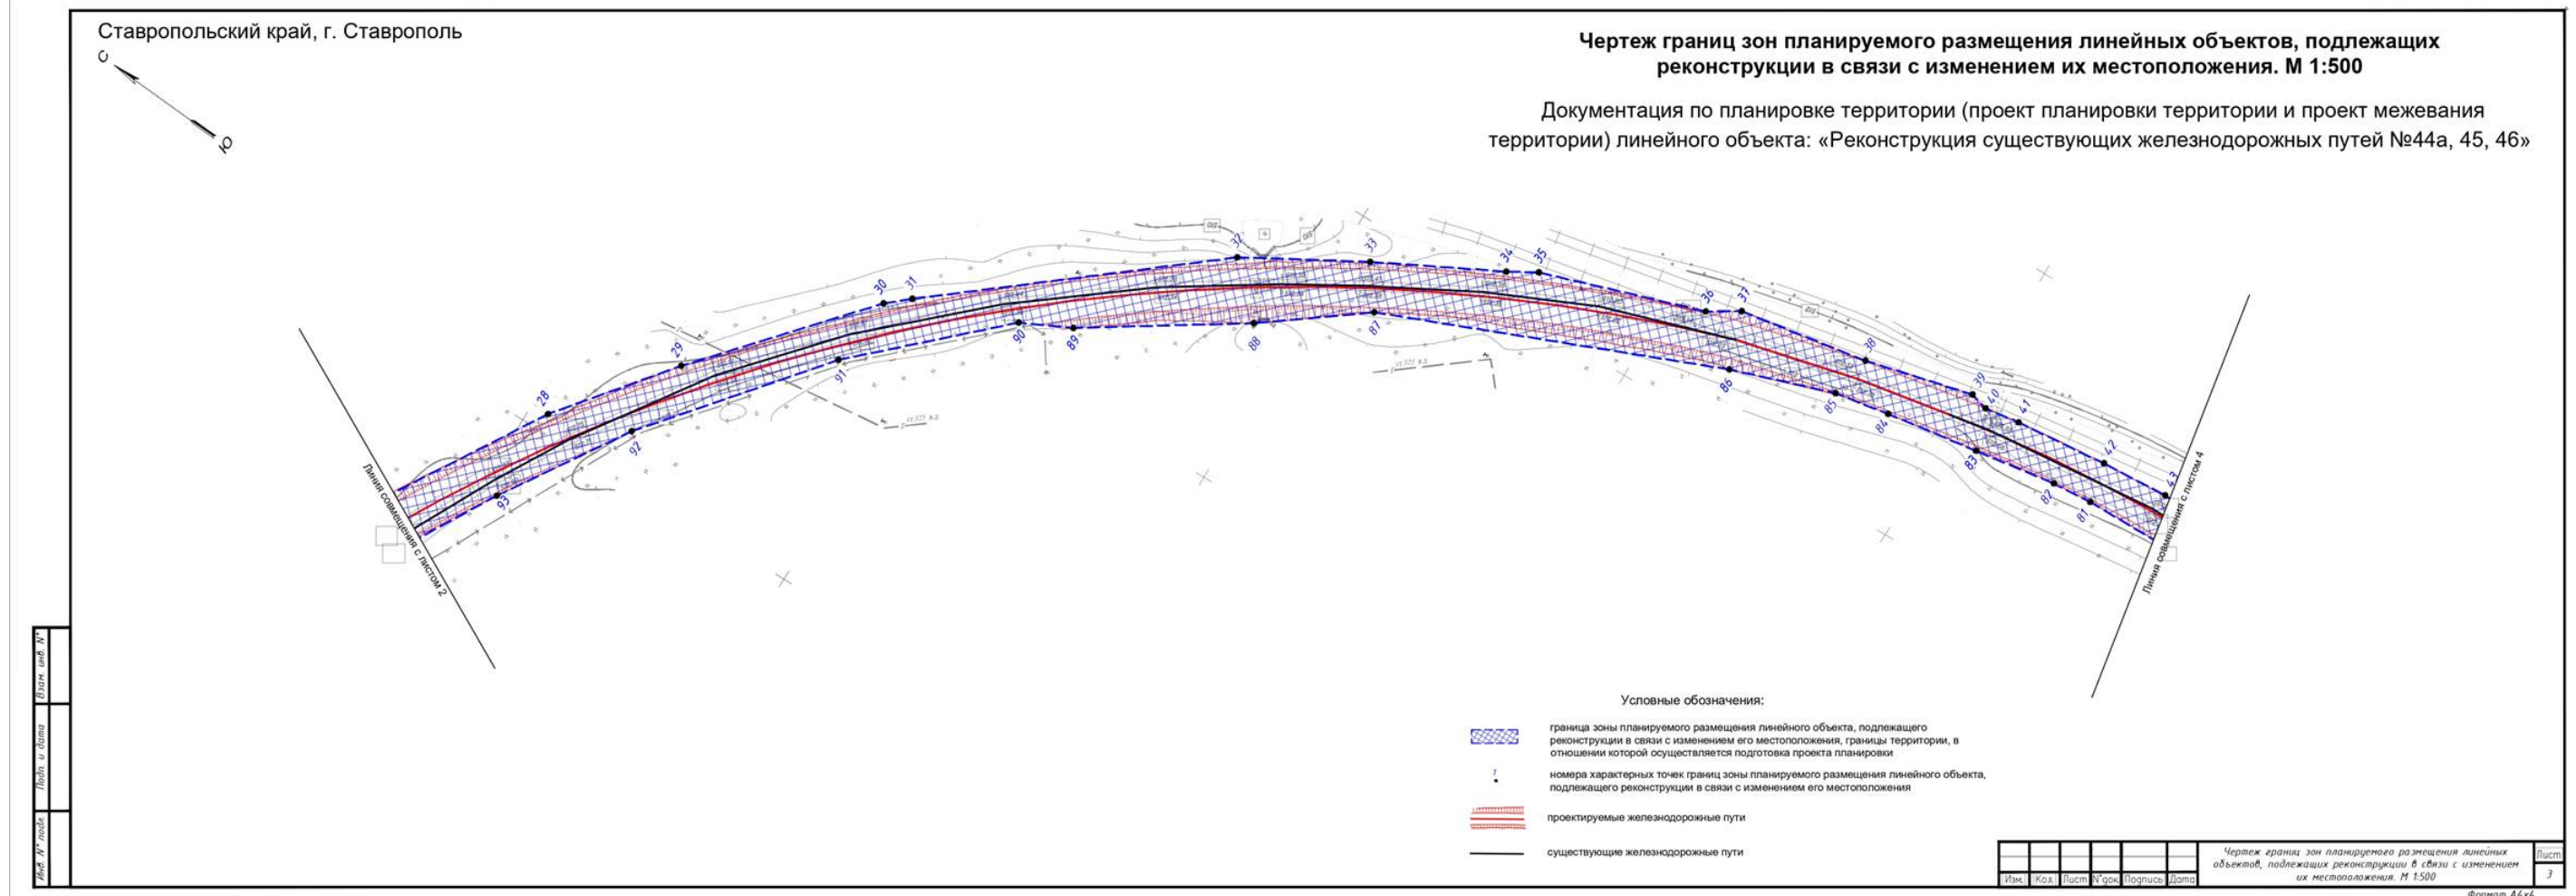 Ставропольский край, г. Ставрополь
С
Ю
Чертеж границ зон планируемого размещения линейных объектов, подлежащих
реконструкции в связи с изменением их местоположения. М 1:500
Документация по планировке территории (проект планировки территории и проект межевания
территории) линейного объекта: «Реконструкция существующих железнодорожных путей №44а, 45, 46»
28
29
30
31
32
33
34
35
36
37
38
39
40
41
42
43
93
92
91
90
89
88
87
86
85
84
83
82
81
ст.325 в.д.
ст.325 в.д.
Линия совмещения с листом 2
Линия совмещения с листом 4
Условные обозначения:
граница зоны планируемого размещения линейного объекта, подлежащего
реконструкции в связи с изменением его местоположения, границы территории, в
отношении которой осуществляется подготовка проекта планировки
1
номера характерных точек границ зоны планируемого размещения линейного объекта,
подлежащего реконструкции в связи с изменением его местоположения
проектируемые железнодорожные пути
существующие железнодорожные пути
Взам. инв. N°
Подп. и дата
Инв. N° подл.
Изм.
Кол.
Лист
N°док
Подпись
Дата
Чертеж границ зон планируемого размещения линейных
объектов, подлежащих реконструкции в связи с изменением
их местоположения. М 1:500
Лист
3
Формат А4х4